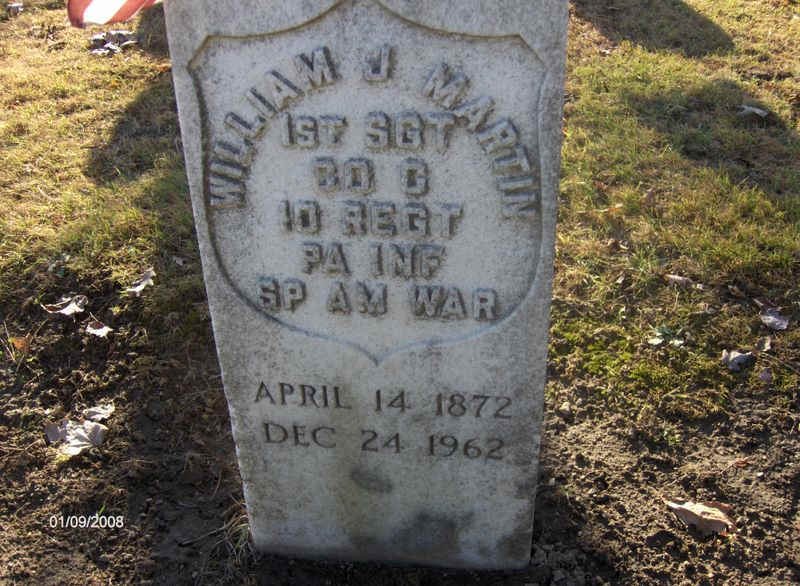 WILLIAM J MARTIN
1ST SGT
CO C
10 REGT
PA INF
SP AM WAR
APRIL 14 1872
DEC 24 1962
01/09/2008